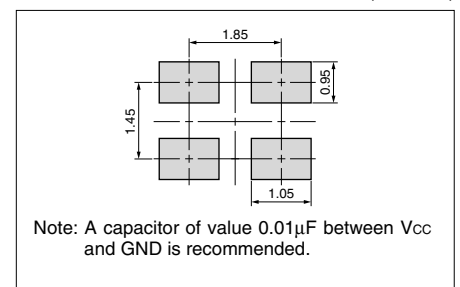 1.85
0.95
1.45
1.05
Note: A capacitor of value 0.01μF between Vcc
and GND is recommended.